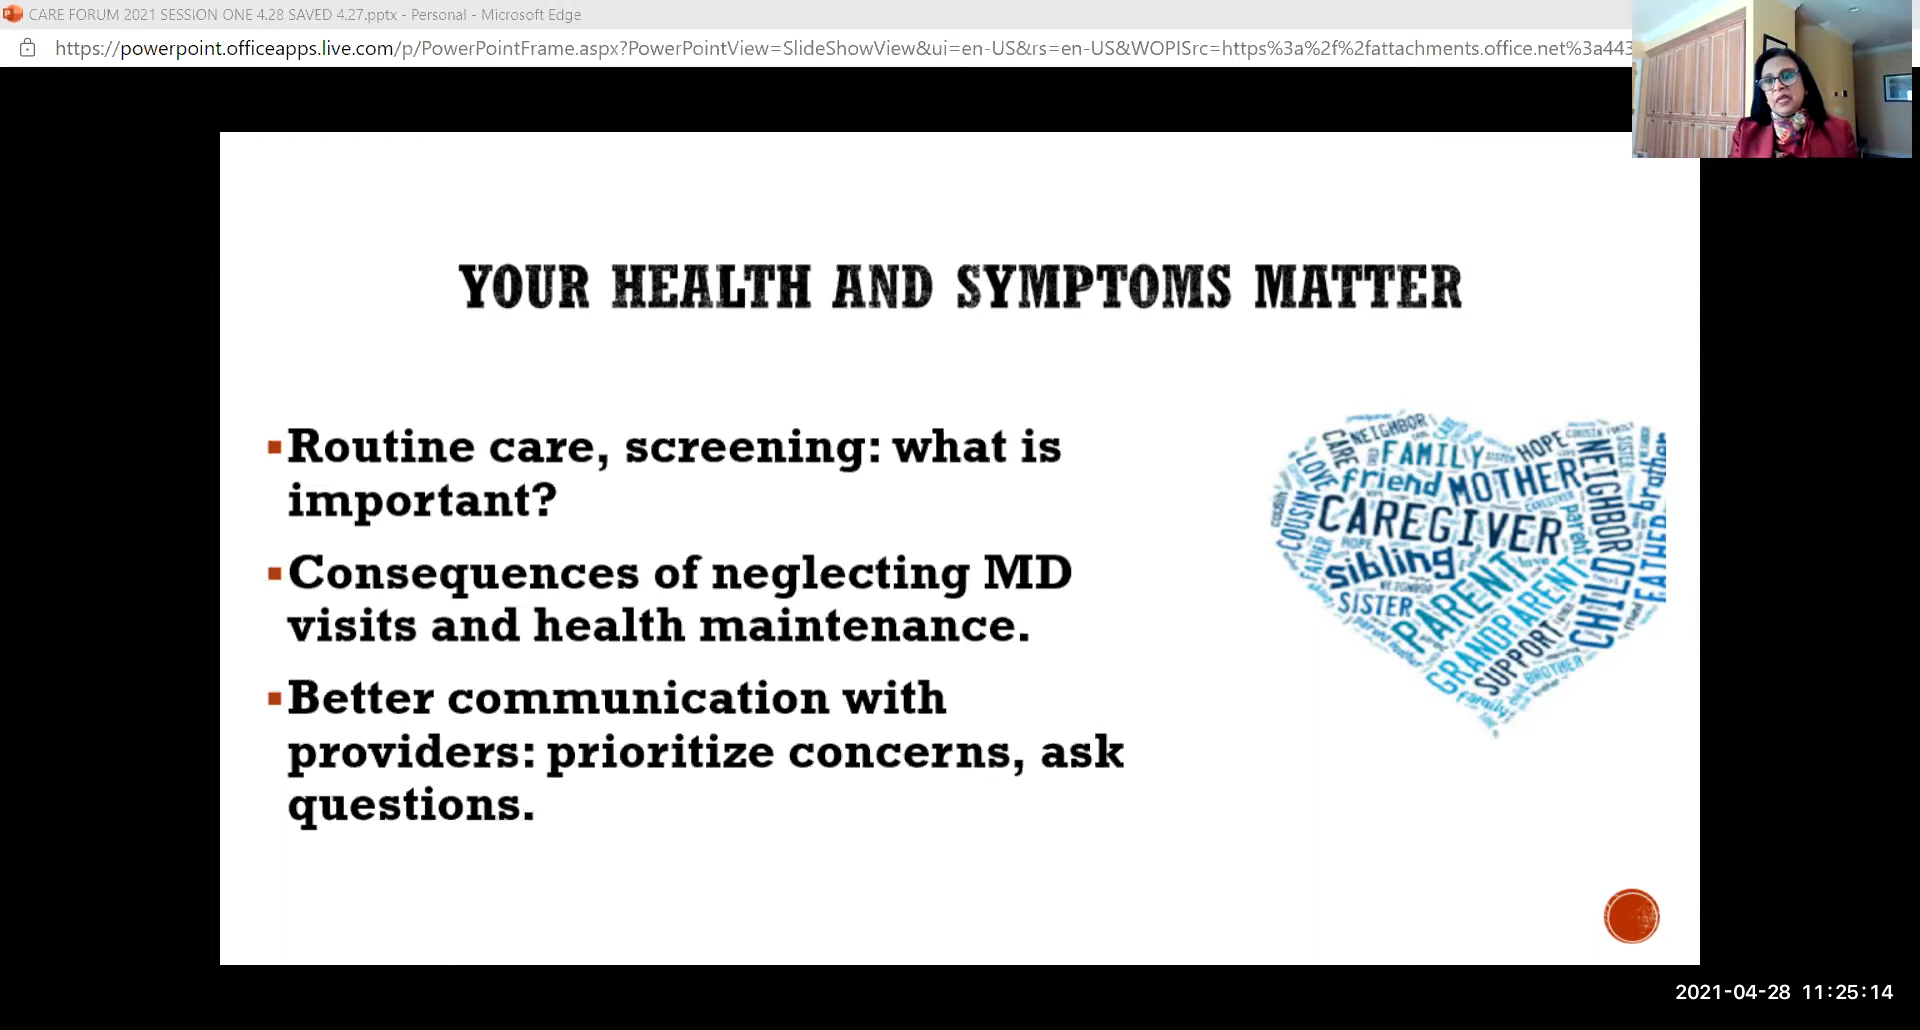 CARE FORUM 2021 SESSION ONE 4.28 SAVED 4.27.pptx - Personal - Microsoft Edge
https://powerpoint.officeapps.live.com/p/PowerPointFrame.aspx?PowerPointView=SlideShowView&ui=en-US&rs=en-US&WOPISrc=https%3a%2f%2fattachments.office.net%3a443
YOUR HEALTH AND SYMPTOMS MATTER
▪Routine care, screening: what is
important?
▪Consequences of neglecting MD
visits and health maintenance.
▪Better communication with
providers: prioritize concerns, ask
questions.
NEIGHBOR
CARE
FAMILY
HOPE
SISTER
LOVE
friend
MOTHER
NEIGHBOR
brother
COUSIN
CAREGIVER
parent
FATHER
sibling
FATHER
SISTER
PARENT
GRANDPARENT
CHILD
SUPPORT
BROTHER
family
2021-04-28 11:25:14